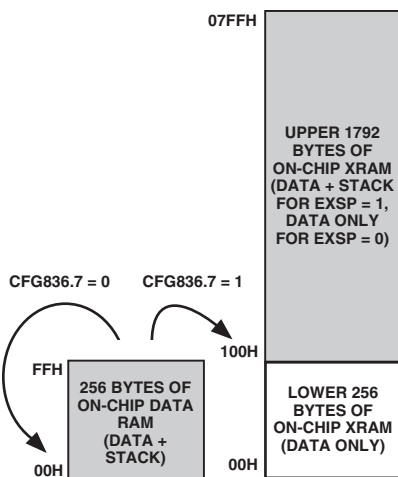 07FFH
UPPER 1792
BYTES OF
ON-CHIP XRAM
(DATA + STACK
FOR EXSP = 1,
DATA ONLY
FOR EXSP = 0)
CFG836.7 = 0
CFG836.7 = 1
100H
FFH
256 BYTES OF
ON-CHIP DATA
RAM
(DATA +
STACK)
00H
LOWER 256
BYTES OF
ON-CHIP XRAM
(DATA ONLY)
00H